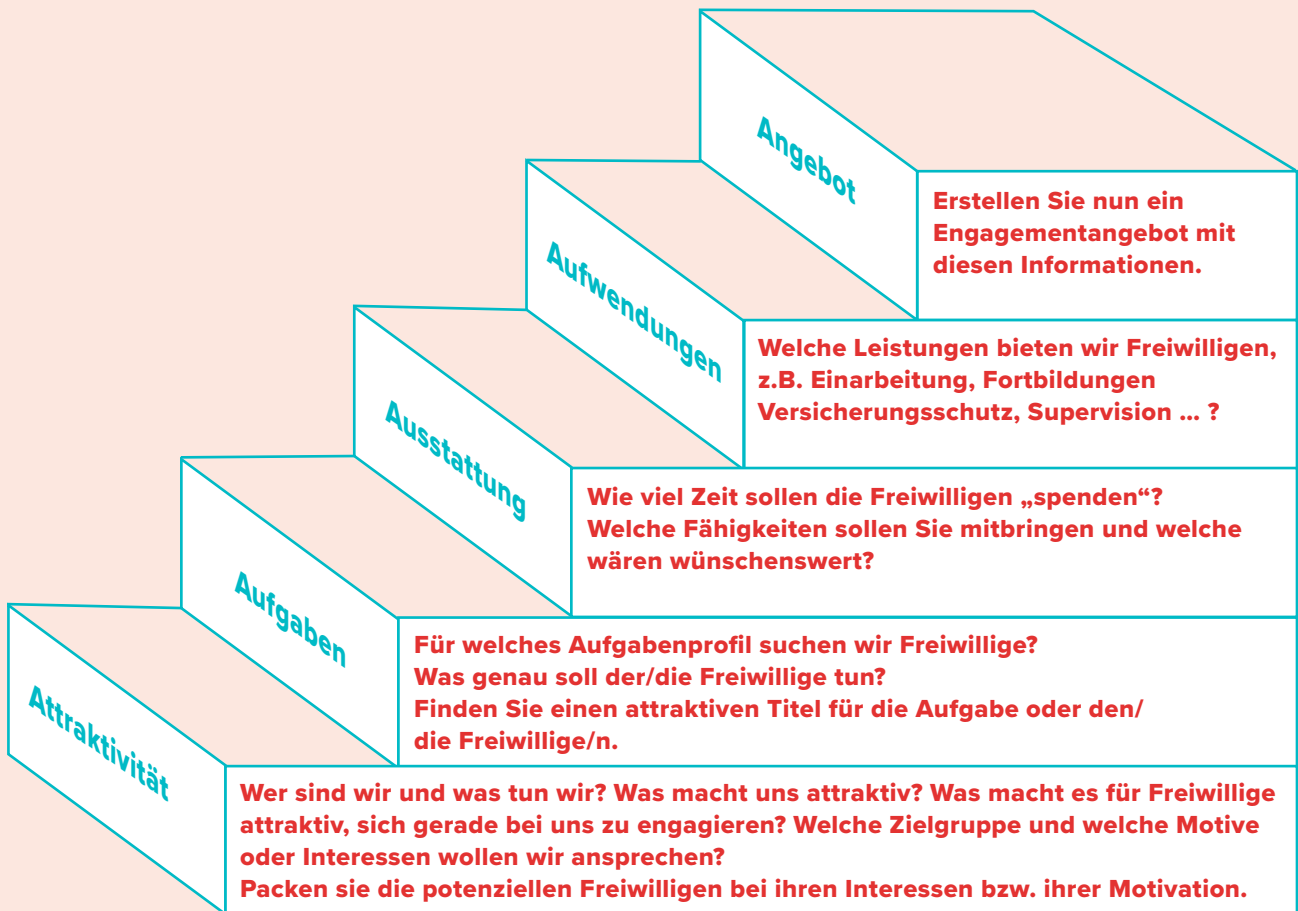 Angebot
Erstellen Sie nun ein
Engagementangebot mit
diesen Informationen.
Aufwendungen
Welche Leistungen bieten wir Freiwilligen,
z.B. Einarbeitung, Fortbildungen
Versicherungsschutz, Supervision ... ?
Ausstattung
Wie viel Zeit sollen die Freiwilligen „spenden“?
Welche Fähigkeiten sollen Sie mitbringen und welche
wären wünschenswert?
Aufgaben
Für welches Aufgabenprofil suchen wir Freiwillige?
Was genau soll der/die Freiwillige tun?
Finden Sie einen attraktiven Titel für die Aufgabe oder den/
die Freiwillige/n.
Attraktivität
Wer sind wir und was tun wir? Was macht uns attraktiv? Was macht es für Freiwillige
attraktiv, sich gerade bei uns zu engagieren? Welche Zielgruppe und welche Motive
oder Interessen wollen wir ansprechen?
Packen sie die potenziellen Freiwilligen bei ihren Interessen bzw. ihrer Motivation.